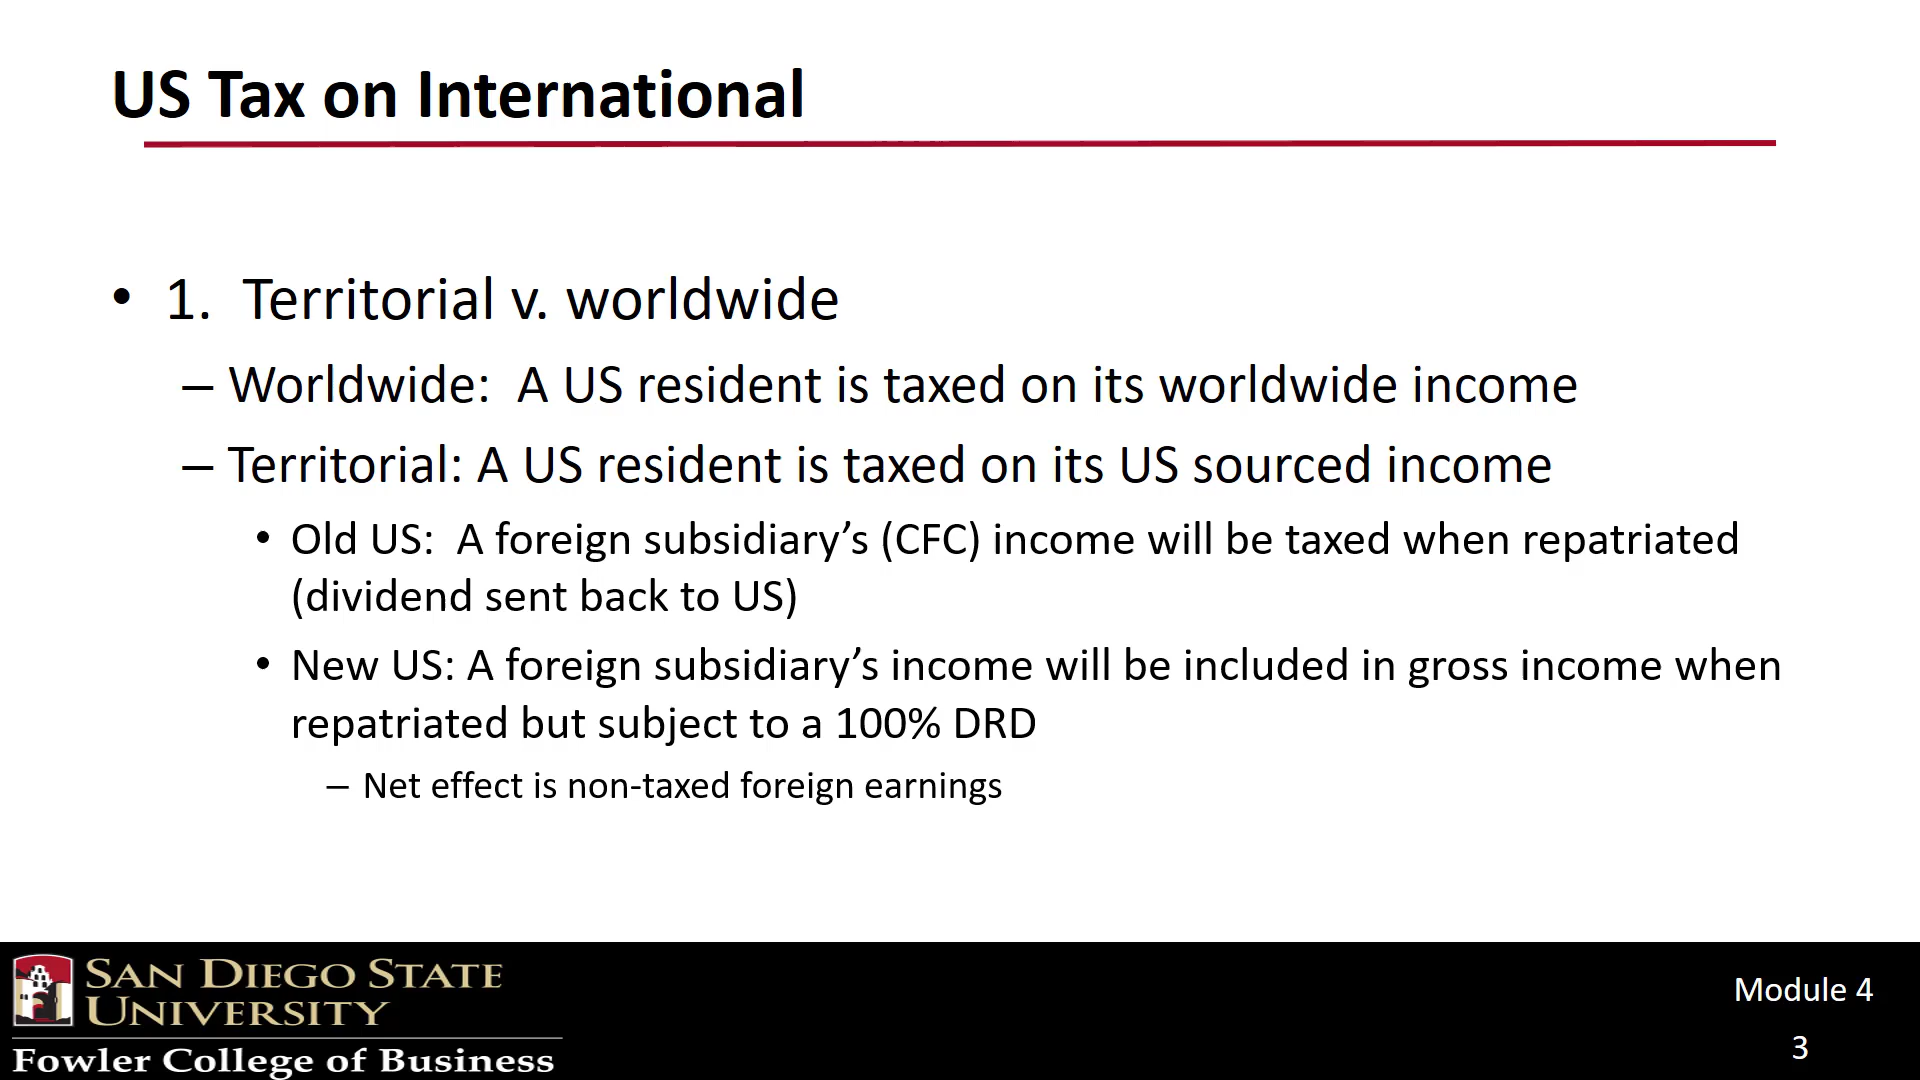 US Tax on International
• 1.  Territorial v. worldwide
– Worldwide:  A US resident is taxed on its worldwide income
– Territorial: A US resident is taxed on its US sourced income
• Old US:  A foreign subsidiary’s (CFC) income will be taxed when repatriated
(dividend sent back to US)
• New US: A foreign subsidiary’s income will be included in gross income when
repatriated but subject to a 100% DRD
– Net effect is non-taxed foreign earnings
SAN DIEGO STATE
UNIVERSITY
Fowler College of Business
Module 4
3